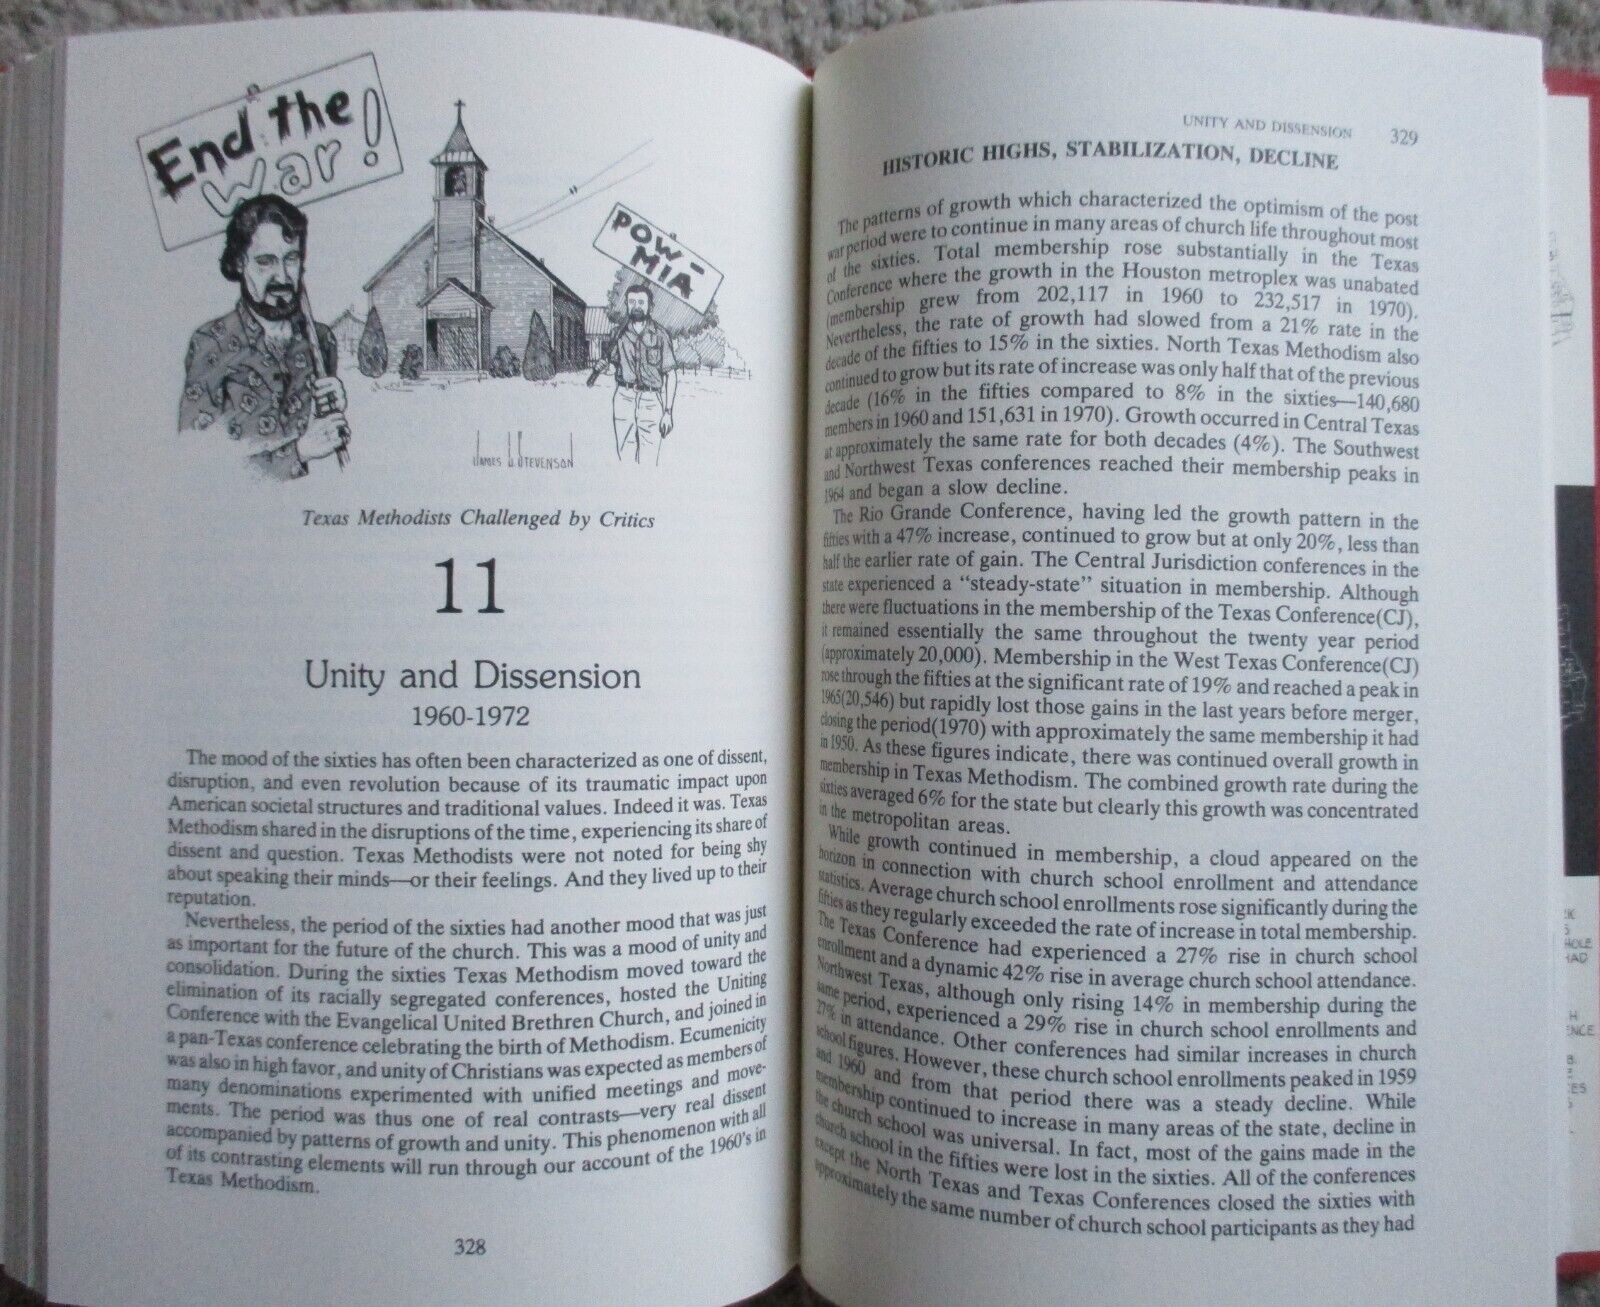 End the
war!
POW-
MIA
JAMES G. STEVENSON
Texas Methodists Challenged by Critics
11
Unity and Dissension
1960-1972
The mood of the sixties has often been characterized as one of dissent,
disruption, and even revolution because of its traumatic impact upon
American societal structures and traditional values. Indeed it was. Texas
Methodism shared in the disruptions of the time, experiencing its share of
dissent and question. Texas Methodists were not noted for being shy
about speaking their minds—or their feelings. And they lived up to their
reputation.
Nevertheless, the period of the sixties had another mood that was just
as important for the future of the church. This was a mood of unity and
consolidation. During the sixties Texas Methodism moved toward the
elimination of its racially segregated conferences, hosted the Uniting
Conference with the Evangelical United Brethren Church, and joined in
a pan-Texas conference celebrating the birth of Methodism. Ecumenicity
was also in high favor, and unity of Christians was expected as members of
many denominations experimented with unified meetings and move-
ments. The period was thus one of real contrasts—very real dissent
accompanied by patterns of growth and unity. This phenomenon with all
of its contrasting elements will run through our account of the 1960's in
Texas Methodism.
328
UNITY AND DISSENSION 329
HISTORIC HIGHS, STABILIZATION, DECLINE
The patterns of growth which characterized the optimism of the post
war period were to continue in many areas of church life throughout most
of the sixties. Total membership rose substantially in the Texas
Conference where the growth in the Houston metroplex was unabated
(membership grew from 202,117 in 1960 to 232,517 in 1970).
Nevertheless, the rate of growth had slowed from a 21% rate in the
decade of the fifties to 15% in the sixties. North Texas Methodism also
continued to grow but its rate of increase was only half that of the previous
decade (16% in the fifties compared to 8% in the sixties—140,680
members in 1960 and 151,631 in 1970). Growth occurred in Central Texas
at approximately the same rate for both decades (4%). The Southwest
and Northwest Texas conferences reached their membership peaks in
1964 and began a slow decline.
The Rio Grande Conference, having led the growth pattern in the
fifties with a 47% increase, continued to grow but at only 20%, less than
half the earlier rate of gain. The Central Jurisdiction conferences in the
state experienced a "steady-state" situation in membership. Although
there were fluctuations in the membership of the Texas Conference(CJ),
it remained essentially the same throughout the twenty year period
(approximately 20,000). Membership in the West Texas Conference(CJ)
rose through the fifties at the significant rate of 19% and reached a peak in
1965(20,546) but rapidly lost those gains in the last years before merger,
closing the period(1970) with approximately the same membership it had
in 1950. As these figures indicate, there was continued overall growth in
membership in Texas Methodism. The combined growth rate during the
sixties averaged 6% for the state but clearly this growth was concentrated
in the metropolitan areas.
While growth continued in membership, a cloud appeared on the
horizon in connection with church school enrollment and attendance
statistics. Average church school enrollments rose significantly during the
fifties as they regularly exceeded the rate of increase in total membership.
The Texas Conference had experienced a 27% rise in church school
enrollment and a dynamic 42% rise in average church school attendance.
Northwest Texas, although only rising 14% in membership during the
same period, experienced a 29% rise in church school enrollments and
27% in attendance. Other conferences had similar increases in church
school figures. However, these church school enrollments peaked in 1959
and 1960 and from that period there was a steady decline. While
membership continued to increase in many areas of the state, decline in
the church school was universal. In fact, most of the gains made in the
church school in the fifties were lost in the sixties. All of the conferences
except the North Texas and Texas Conferences closed the sixties with
approximately the same number of church school participants as they had
HOLE
HAD
ENCE